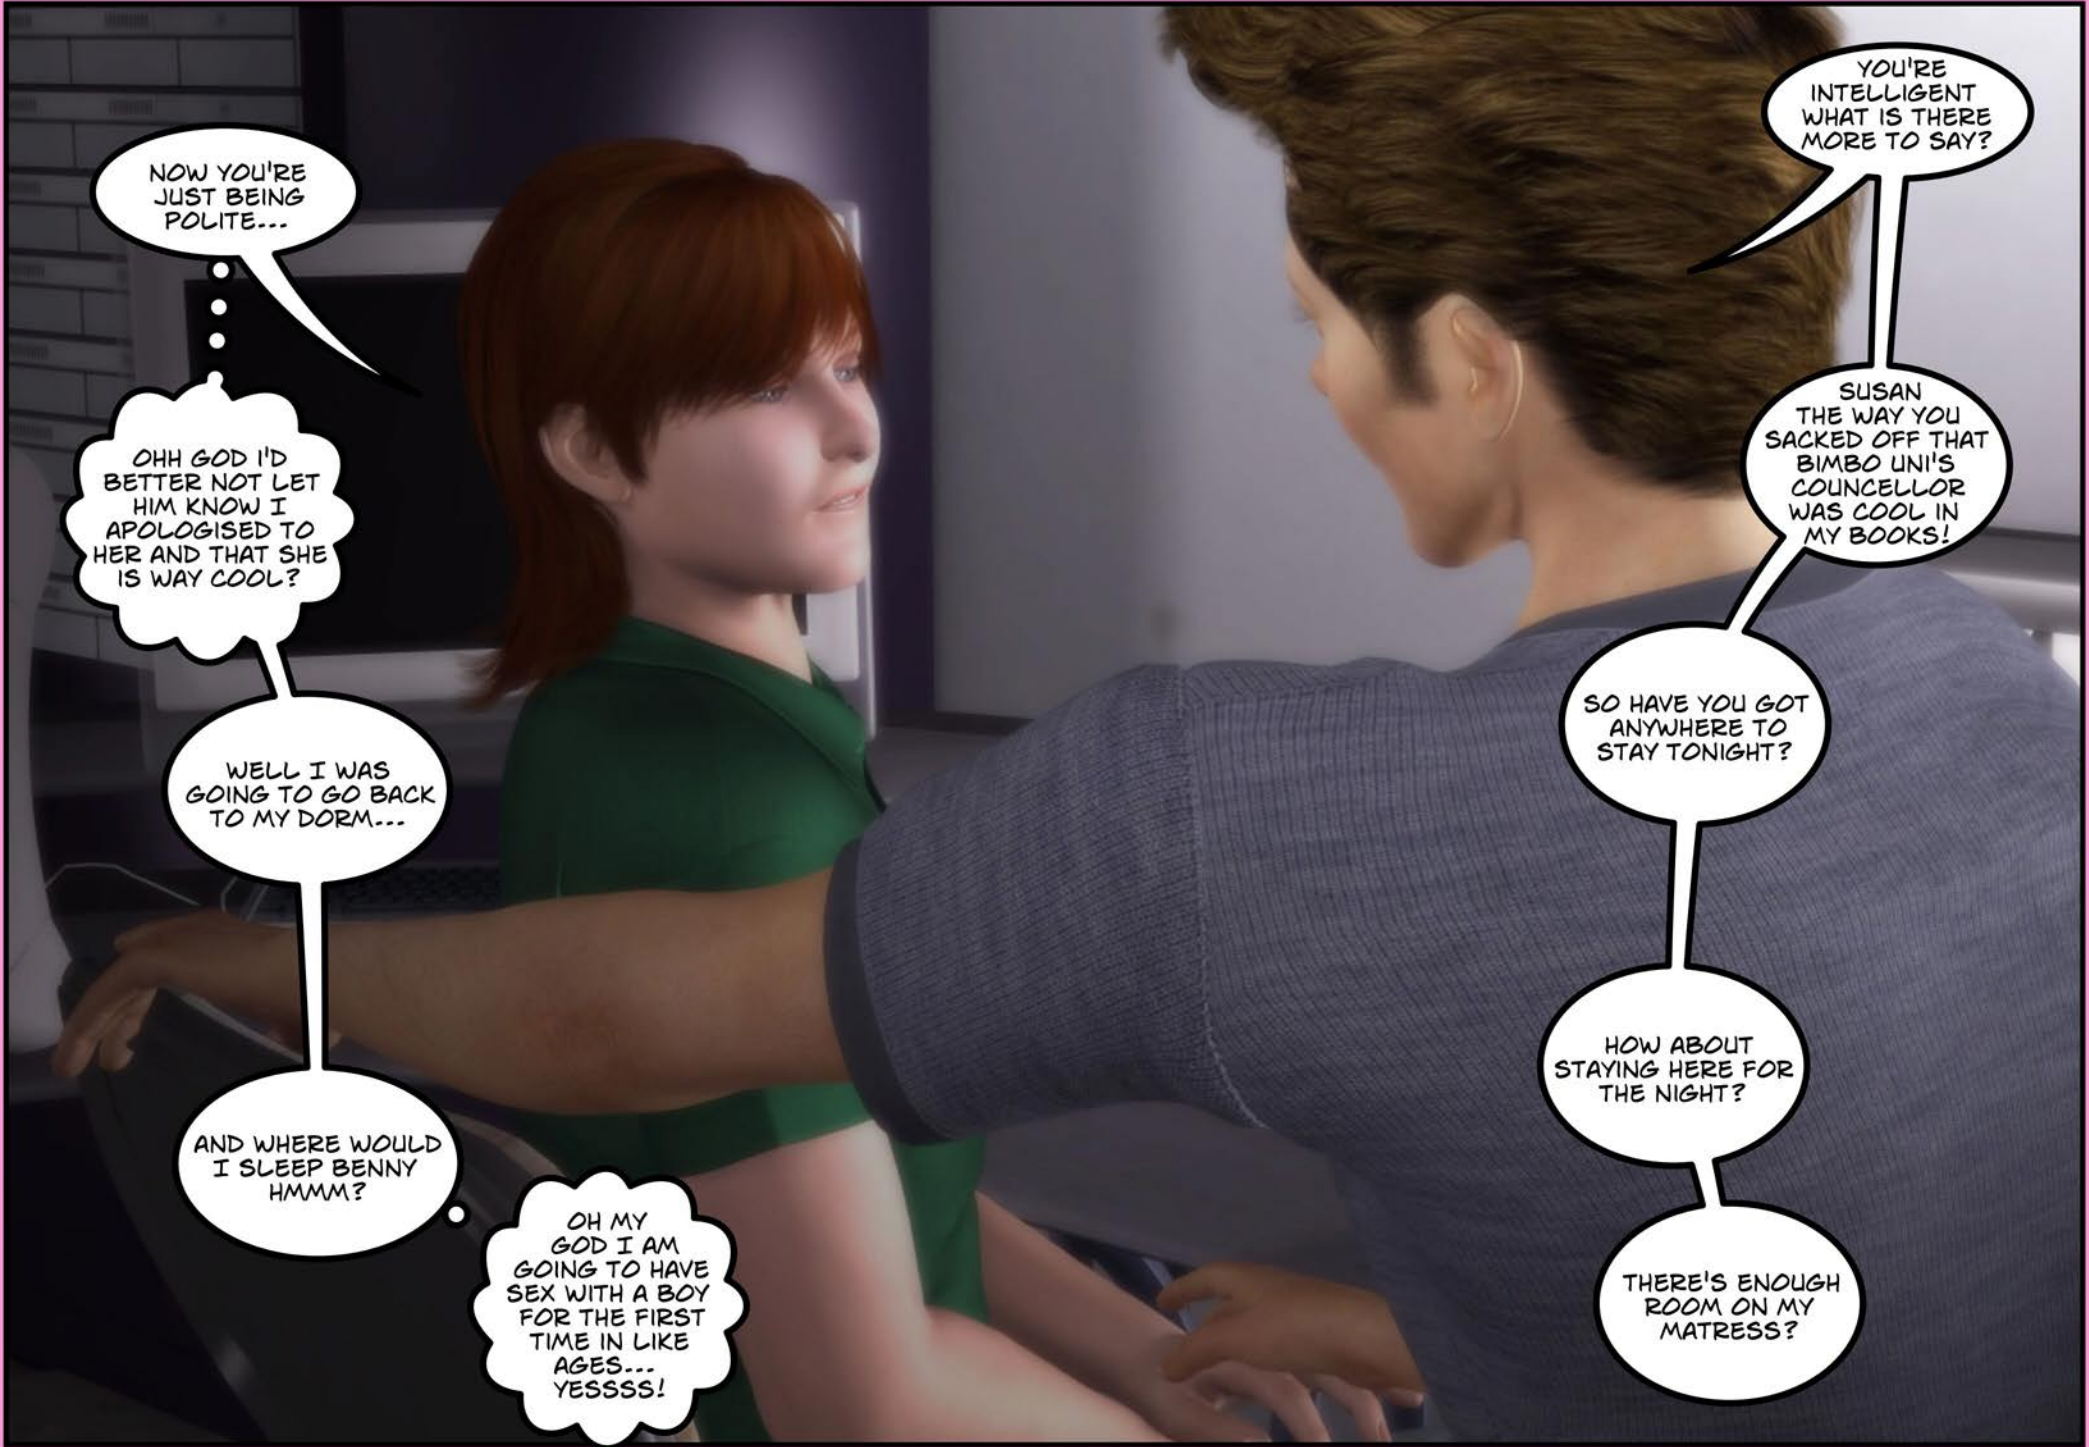 YOU'RE
INTELLIGENT
WHAT IS THERE
MORE TO SAY?
NOW YOU'RE
JUST BEING
POLITE...
OHH GOD I'D
BETTER NOT LET
HIM KNOW I
APOLOGISED TO
HER AND THAT SHE
IS WAY COOL?
SUSAN
THE WAY YOU
SACKED OFF THAT
BIMBO UNI'S
COUNCELLOR
WAS COOL IN
MY BOOKS!
SO HAVE YOU GOT
ANYWHERE TO
STAY TONIGHT?
WELL I WAS
GOING TO GO BACK
TO MY DORM...
HOW ABOUT
STAYING HERE FOR
THE NIGHT?
AND WHERE WOULD
I SLEEP BENNY
HMMM?
THERE'S ENOUGH
ROOM ON MY
MATRESS?
OH MY
GOD I AM
GOING TO HAVE
SEX WITH A BOY
FOR THE FIRST
TIME IN LIKE
AGES...
YESSSS!